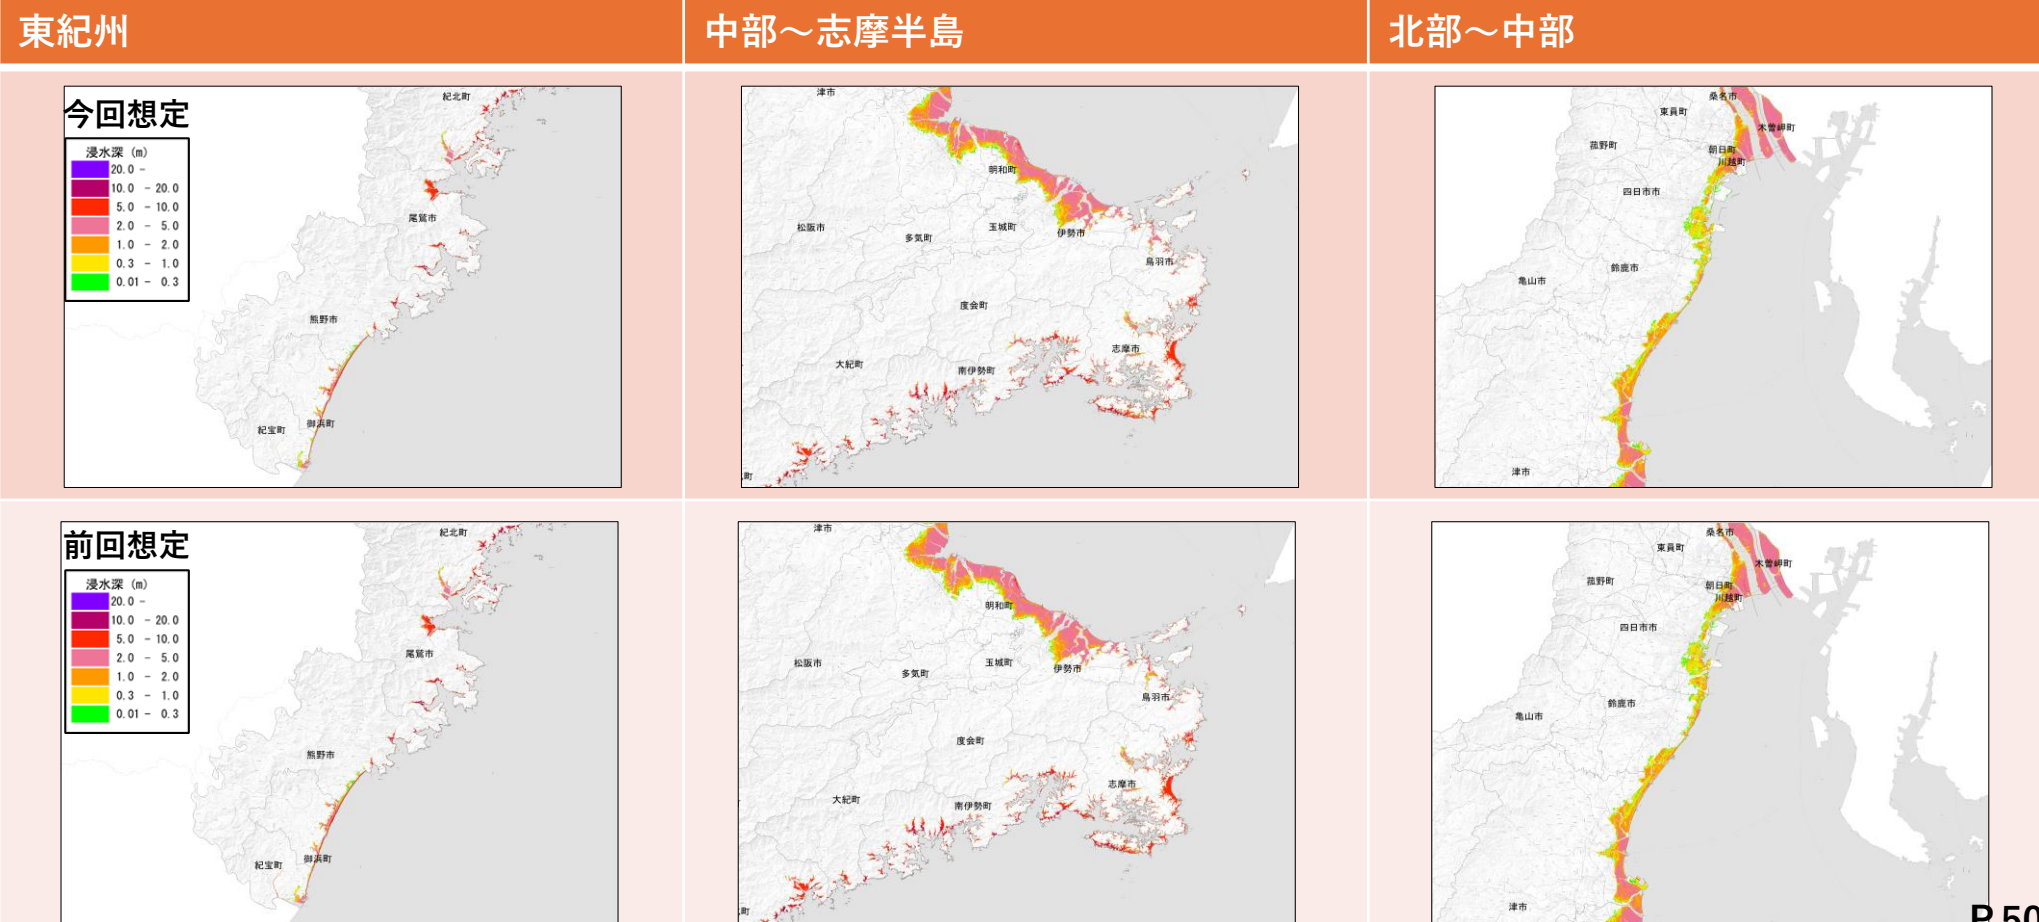 東紀州
中部～志摩半島
北部～中部
今回想定
浸水深 (m)
20.0 -
10.0 - 20.0
5.0 - 10.0
2.0 - 5.0
1.0 - 2.0
0.3 - 1.0
0.01 - 0.3
紀北町
尾鷲市
熊野市
御浜町
紀宝町
津市
明和町
松阪市
多気町
玉城町
伊勢市
鳥羽市
度会町
志摩市
大紀町
南伊勢町
町
桑名市
東員町
木曽岬町
菰野町
朝日町
川越町
四日市市
鈴鹿市
亀山市
津市
前回想定
浸水深 (m)
20.0 -
10.0 - 20.0
5.0 - 10.0
2.0 - 5.0
1.0 - 2.0
0.3 - 1.0
0.01 - 0.3
紀北町
尾鷲市
熊野市
御浜町
紀宝町
津市
明和町
松阪市
多気町
玉城町
伊勢市
鳥羽市
度会町
志摩市
大紀町
南伊勢町
町
桑名市
東員町
木曽岬町
菰野町
朝日町
川越町
四日市市
鈴鹿市
亀山市
津市
P.50